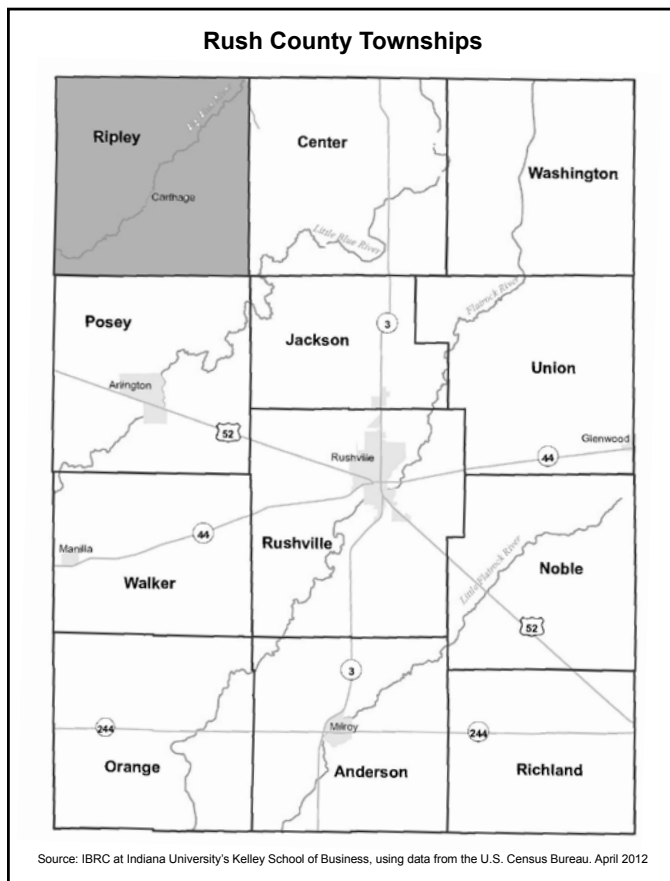 Rush County Townships
Ripley
Center
Washington
Carthage
Little Blue River
Flatrock River
Posey
Jackson
3
Union
Arlington
52
Rushville
Glenwood
44
44
Rushville
Manilla
Walker
Little Flatrock River
Noble
52
3
244
Milroy
244
Orange
Anderson
Richland
Source: IBRC at Indiana University's Kelley School of Business, using data from the U.S. Census Bureau. April 2012